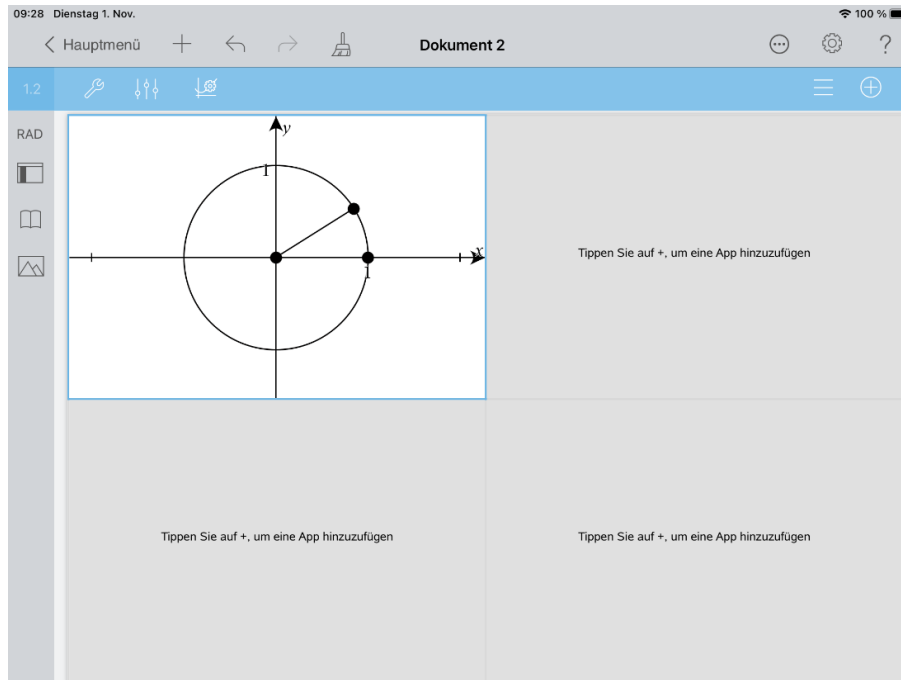 09:28 Dienstag 1. Nov.
100 %
Hauptmenü
Dokument 2
?
1.2
RAD
y
1
x
1
Tippen Sie auf +, um eine App hinzuzufügen
Tippen Sie auf +, um eine App hinzuzufügen
Tippen Sie auf +, um eine App hinzuzufügen